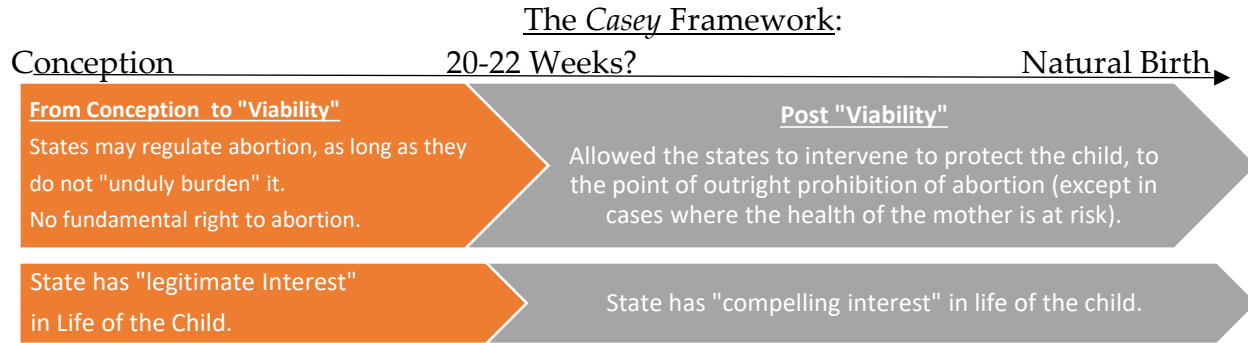 The Casey Framework:
Conception 20-22 Weeks? Natural Birth
From Conception to "Viability"
States may regulate abortion, as long as they
do not "unduly burden" it.
No fundamental right to abortion.
Post "Viability"
Allowed the states to intervene to protect the child, to
the point of outright prohibition of abortion (except in
cases where the health of the mother is at risk).
State has "legitimate Interest"
in Life of the Child.
State has "compelling interest" in life of the child.